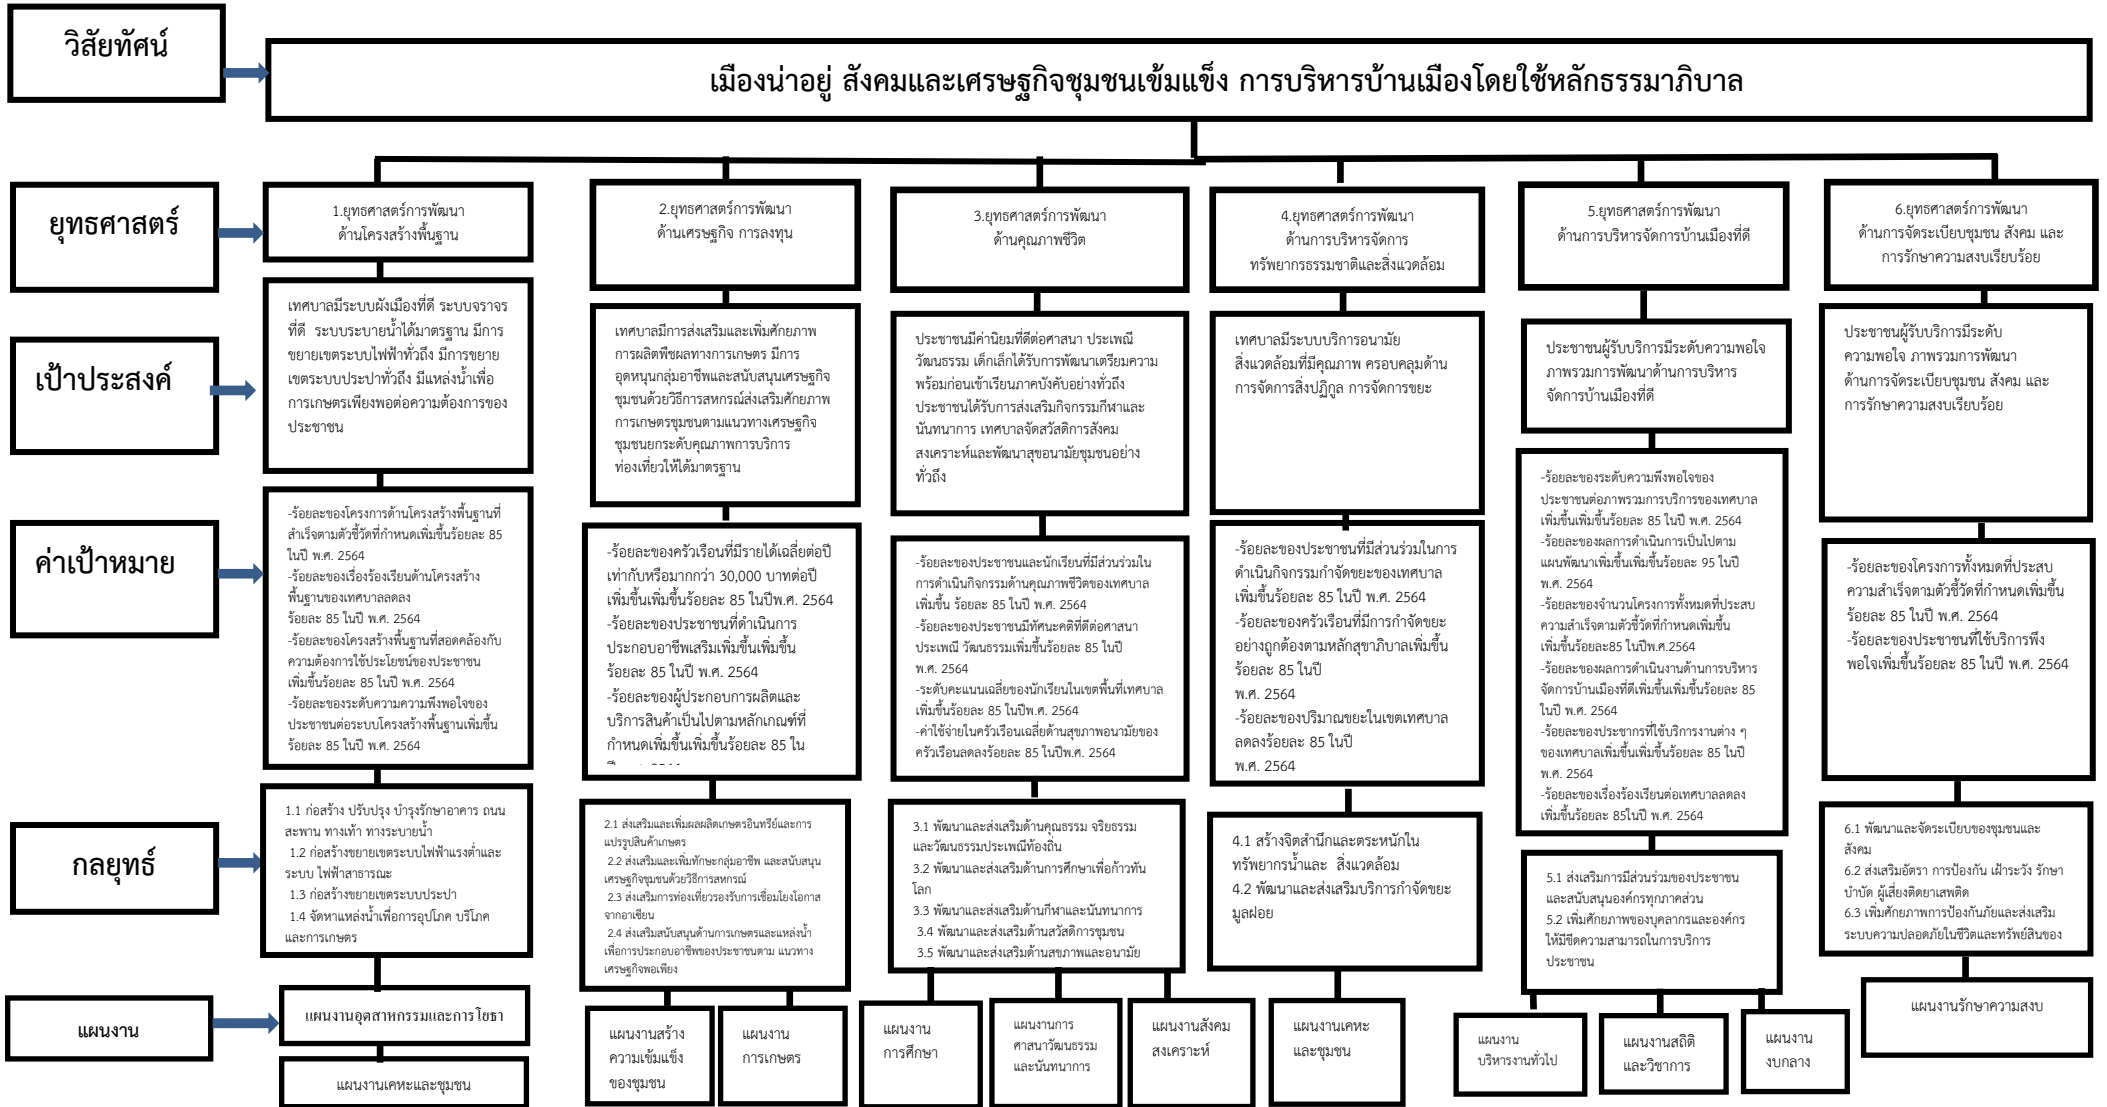 วิสัยทัศน์
เมืองน่าอยู่ สังคมและเศรษฐกิจชุมชนเข้มแข็ง การบริหารบ้านเมืองโดยใช้หลักธรรมาภิบาล
ยุทธศาสตร์
1.ยุทธศาสตร์การพัฒนา
ด้านโครงสร้างพื้นฐาน
2.ยุทธศาสตร์การพัฒนา
ด้านเศรษฐกิจ การลงทุน
3.ยุทธศาสตร์การพัฒนา
ด้านคุณภาพชีวิต
4.ยุทธศาสตร์การพัฒนา
ด้านการบริหารจัดการ
ทรัพยากรธรรมชาติและสิ่งแวดล้อม
5.ยุทธศาสตร์การพัฒนา
ด้านการบริหารจัดการบ้านเมืองที่ดี
6.ยุทธศาสตร์การพัฒนา
ด้านการจัดระเบียบชุมชน สังคม และ
การรักษาความสงบเรียบร้อย
เป้าประสงค์
เทศบาลมีระบบผังเมืองที่ดี ระบบจราจร
ที่ดี ระบบระบายน้ำได้มาตรฐาน มีการ
ขยายเขตระบบไฟฟ้าทั่วถึง มีการขยาย
เขตระบบประปาทั่วถึง มีแหล่งน้ำเพื่อ
การเกษตรเพียงพอต่อความต้องการของ
ประชาชน
เทศบาลมีการส่งเสริมและเพิ่มศักยภาพ
การผลิตพืชผลทางการเกษตร มีการ
อุดหนุนกลุ่มอาชีพและสนับสนุนเศรษฐกิจ
ชุมชนด้วยวิธีการสหกรณ์ส่งเสริมศักยภาพ
การเกษตรชุมชนตามแนวทางเศรษฐกิจ
ชุมชนยกระดับคุณภาพการบริการ
ท่องเที่ยวให้ได้มาตรฐาน
ประชาชนมีค่านิยมที่ดีต่อศาสนา ประเพณี
วัฒนธรรม เด็กเล็กได้รับการพัฒนาเตรียมความ
พร้อมก่อนเข้าเรียนภาคบังคับอย่างทั่วถึง
ประชาชนได้รับการส่งเสริมกิจกรรมกีฬาและ
นันทนาการ เทศบาลจัดสวัสดิการสังคม
สงเคราะห์และพัฒนาสุขอนามัยชุมชนอย่าง
ทั่วถึง
เทศบาลมีระบบบริการอนามัย
สิ่งแวดล้อมที่มีคุณภาพ ครอบคลุมด้าน
การจัดการสิ่งปฏิกูล การจัดการขยะ
ประชาชนผู้รับบริการมีระดับความพอใจ
ภาพรวมการพัฒนาด้านการบริหาร
จัดการบ้านเมืองที่ดี
ประชาชนผู้รับบริการมีระดับ
ความพอใจ ภาพรวมการพัฒนา
ด้านการจัดระเบียบชุมชน สังคม และ
การรักษาความสงบเรียบร้อย
ค่าเป้าหมาย
-ร้อยละของโครงการด้านโครงสร้างพื้นฐานที่
สำเร็จตามตัวชี้วัดที่กำหนดเพิ่มขึ้นร้อยละ 85
ในปี พ.ศ. 2564
-ร้อยละของเรื่องร้องเรียนด้านโครงสร้าง
พื้นฐานของเทศบาลลดลง
ร้อยละ 85 ในปี พ.ศ. 2564
-ร้อยละของโครงสร้างพื้นฐานที่สอดคล้องกับ
ความต้องการใช้ประโยชน์ของประชาชน
เพิ่มขึ้นร้อยละ 85 ในปี พ.ศ. 2564
-ร้อยละของระดับความความพึงพอใจของ
ประชาชนต่อระบบโครงสร้างพื้นฐานเพิ่มขึ้น
ร้อยละ 85 ในปี พ.ศ. 2564
-ร้อยละของครัวเรือนที่มีรายได้เฉลี่ยต่อปี
เท่ากับหรือมากกว่า 30,000 บาทต่อปี
เพิ่มขึ้นเพิ่มขึ้นร้อยละ 85 ในปีพ.ศ. 2564
-ร้อยละของประชาชนที่ดำเนินการ
ประกอบอาชีพเสริมเพิ่มขึ้นเพิ่มขึ้น
ร้อยละ 85 ในปี พ.ศ. 2564
-ร้อยละของผู้ประกอบการผลิตและ
บริการสินค้าเป็นไปตามหลักเกณฑ์ที่
กำหนดเพิ่มขึ้นเพิ่มขึ้นร้อยละ 85 ใน
-ร้อยละของประชาชนและนักเรียนที่มีส่วนร่วมใน
การดำเนินกิจกรรมด้านคุณภาพชีวิตของเทศบาล
เพิ่มขึ้น ร้อยละ 85 ในปี พ.ศ. 2564
-ร้อยละของประชาชนมีทัศนะคติที่ดีต่อศาสนา
ประเพณี วัฒนธรรมเพิ่มขึ้นร้อยละ 85 ในปี
พ.ศ. 2564
-ระดับคะแนนเฉลี่ยของนักเรียนในเขตพื้นที่เทศบาล
เพิ่มขึ้นร้อยละ 85 ในปีพ.ศ. 2564
-ค่าใช้จ่ายในครัวเรือนเฉลี่ยด้านสุขภาพอนามัยของ
ครัวเรือนลดลงร้อยละ 85 ในปีพ.ศ. 2564
-ร้อยละของประชาชนที่มีส่วนร่วมในการ
ดำเนินกิจกรรมกำจัดขยะของเทศบาล
เพิ่มขึ้นร้อยละ 85 ในปี พ.ศ. 2564
-ร้อยละของครัวเรือนที่มีการกำจัดขยะ
อย่างถูกต้องตามหลักสุขาภิบาลเพิ่มขึ้น
ร้อยละ 85 ในปี
พ.ศ. 2564
-ร้อยละของปริมาณขยะในเขตเทศบาล
ลดลงร้อยละ 85 ในปี
พ.ศ. 2564
-ร้อยละของระดับความพึงพอใจของ
ประชาชนต่อภาพรวมการบริการของเทศบาล
เพิ่มขึ้นเพิ่มขึ้นร้อยละ 85 ในปี พ.ศ. 2564
-ร้อยละของผลการดำเนินการเป็นไปตาม
แผนพัฒนาเพิ่มขึ้นเพิ่มขึ้นร้อยละ 95 ในปี
พ.ศ. 2564
-ร้อยละของจำนวนโครงการทั้งหมดที่ประสบ
ความสำเร็จตามตัวชี้วัดที่กำหนดเพิ่มขึ้น
เพิ่มขึ้นร้อยละ85 ในปีพ.ศ.2564
-ร้อยละของผลการดำเนินงานด้านการบริหาร
จัดการบ้านเมืองที่ดีเพิ่มขึ้นเพิ่มขึ้นร้อยละ 85
ในปี พ.ศ. 2564
-ร้อยละของประชากรที่ใช้บริการงานต่าง ๆ
ของเทศบาลเพิ่มขึ้นเพิ่มขึ้นร้อยละ 85 ในปี
พ.ศ. 2564
-ร้อยละของเรื่องร้องเรียนต่อเทศบาลลดลง
เพิ่มขึ้นร้อยละ 85ในปี พ.ศ.2564
-ร้อยละของโครงการทั้งหมดที่ประสบ
ความสำเร็จตามตัวชี้วัดที่กำหนดเพิ่มขึ้น
ร้อยละ 85 ในปี พ.ศ. 2564
-ร้อยละของประชาชนที่ใช้บริการพึง
พอใจเพิ่มขึ้นร้อยละ 85 ในปี พ.ศ. 2564
กลยุทธ์
1.1 ก่อสร้าง ปรับปรุง บำรุงรักษาอาคาร ถนน
สะพาน ทางเท้า ทางระบายน้ำ
1.2 ก่อสร้างขยายเขตระบบไฟฟ้าแรงต่ำและ
ระบบ ไฟฟ้าสาธารณะ
1.3 ก่อสร้างขยายเขตระบบประปา
1.4 จัดหาแหล่งน้ำเพื่อการอุปโภค บริโภค
และการเกษตร
2.1 ส่งเสริมและเพิ่มผลผลิตเกษตรอินทรีย์และการ
แปรรูปสินค้าเกษตร
2.2 ส่งเสริมและเพิ่มทักษะกลุ่มอาชีพ และสนับสนุน
เศรษฐกิจชุมชนด้วยวิธีการสหกรณ์
2.3 ส่งเสริมการท่องเที่ยวรองรับการเชื่อมโยงโอกาส
จากอาเซียน
2.4 ส่งเสริมสนับสนุนด้านการเกษตรและแหล่งน้ำ
เพื่อการประกอบอาชีพของประชาชนตาม แนวทาง
เศรษฐกิจพอเพียง
3.1 พัฒนาและส่งเสริมด้านคุณธรรม จริยธรรม
และวัฒนธรรมประเพณีท้องถิ่น
3.2 พัฒนาและส่งเสริมด้านการศึกษาเพื่อก้าวทัน
โลก
3.3 พัฒนาและส่งเสริมด้านกีฬาและนันทนาการ
3.4 พัฒนาและส่งเสริมด้านสวัสดิการชุมชน
3.5 พัฒนาและส่งเสริมด้านสุขภาพและอนามัย
4.1 สร้างจิตสำนึกและตระหนักใน
ทรัพยากรน้ำและ สิ่งแวดล้อม
4.2 พัฒนาและส่งเสริมบริการกำจัดขยะ
มูลฝอย
5.1 ส่งเสริมการมีส่วนร่วมของประชาชน
และสนับสนุนองค์กรทุกภาคส่วน
5.2 เพิ่มศักยภาพของบุคลากรและองค์กร
ให้มีขีดความสามารถในการบริการ
ประชาชน
6.1 พัฒนาและจัดระเบียบของชุมชนและ
สังคม
6.2 ส่งเสริมอัตรา การป้องกัน เฝ้าระวัง รักษา
บำบัด ผู้เสี่ยงติดยาเสพติด
6.3 เพิ่มศักยภาพการป้องกันภัยและส่งเสริม
ระบบความปลอดภัยในชีวิตและทรัพย์สินของ
แผนงาน
แผนงานอุตสาหกรรมและการโยธา
แผนงานเคหะและชุมชน
แผนงานสร้าง
ความเข้มแข็ง
ของชุมชน
แผนงาน
การเกษตร
แผนงาน
การศึกษา
แผนงานการ
ศาสนาวัฒนธรรม
และนันทนาการ
แผนงานสังคม
สงเคราะห์
แผนงานเคหะ
และชุมชน
แผนงาน
บริหารงานทั่วไป
แผนงานสถิติ
และวิชาการ
แผนงาน
งบกลาง
แผนงานรักษาความสงบ